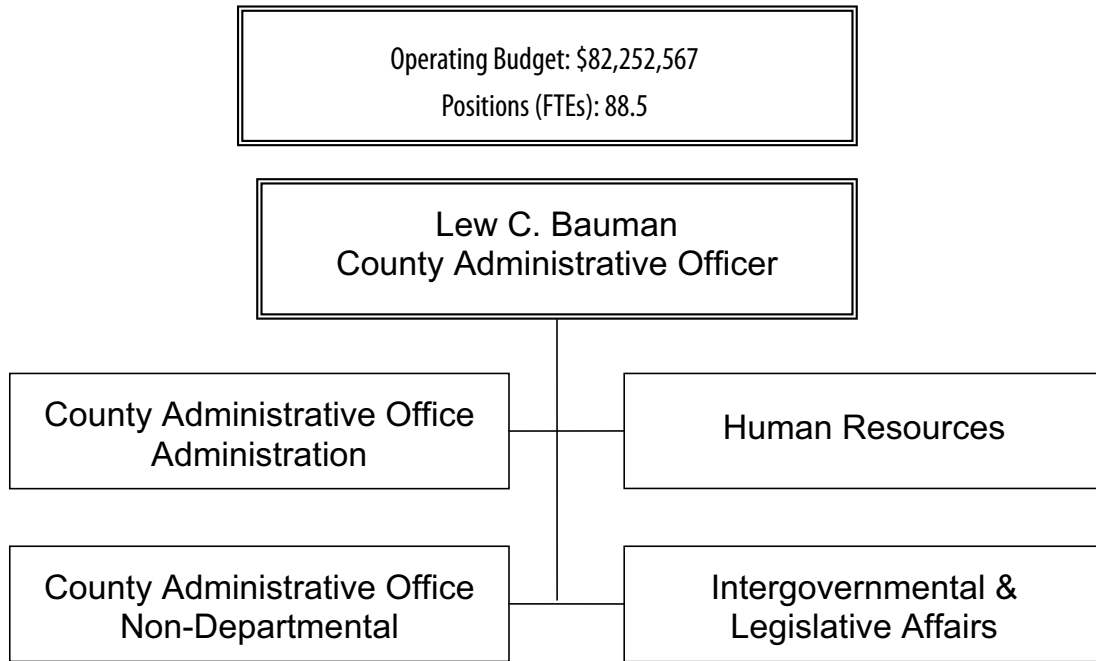 Operating Budget: $82,252,567
Positions (FTEs): 88.5
Lew C. Bauman
County Administrative Officer
County Administrative Office
Administration
Human Resources
County Administrative Office
Non-Departmental
Intergovernmental &
Legislative Affairs